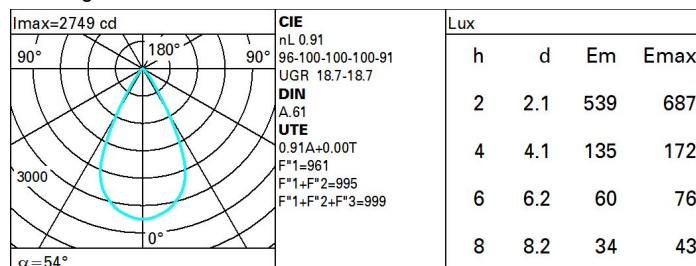 Imax=2749 cd
90°
180°
90°
3000
0°
α=54°
CIE
nL 0.91
96-100-100-100-91
UGR 18.7-18.7
DIN
A.61
UTE
0.91A+0.00T
F"1=961
F"1+F"2=995
F"1+F"2+F"3=999
Lux
h d Em Emax
2 2.1 539 687
4 4.1 135 172
6 6.2 60 76
8 8.2 34 43